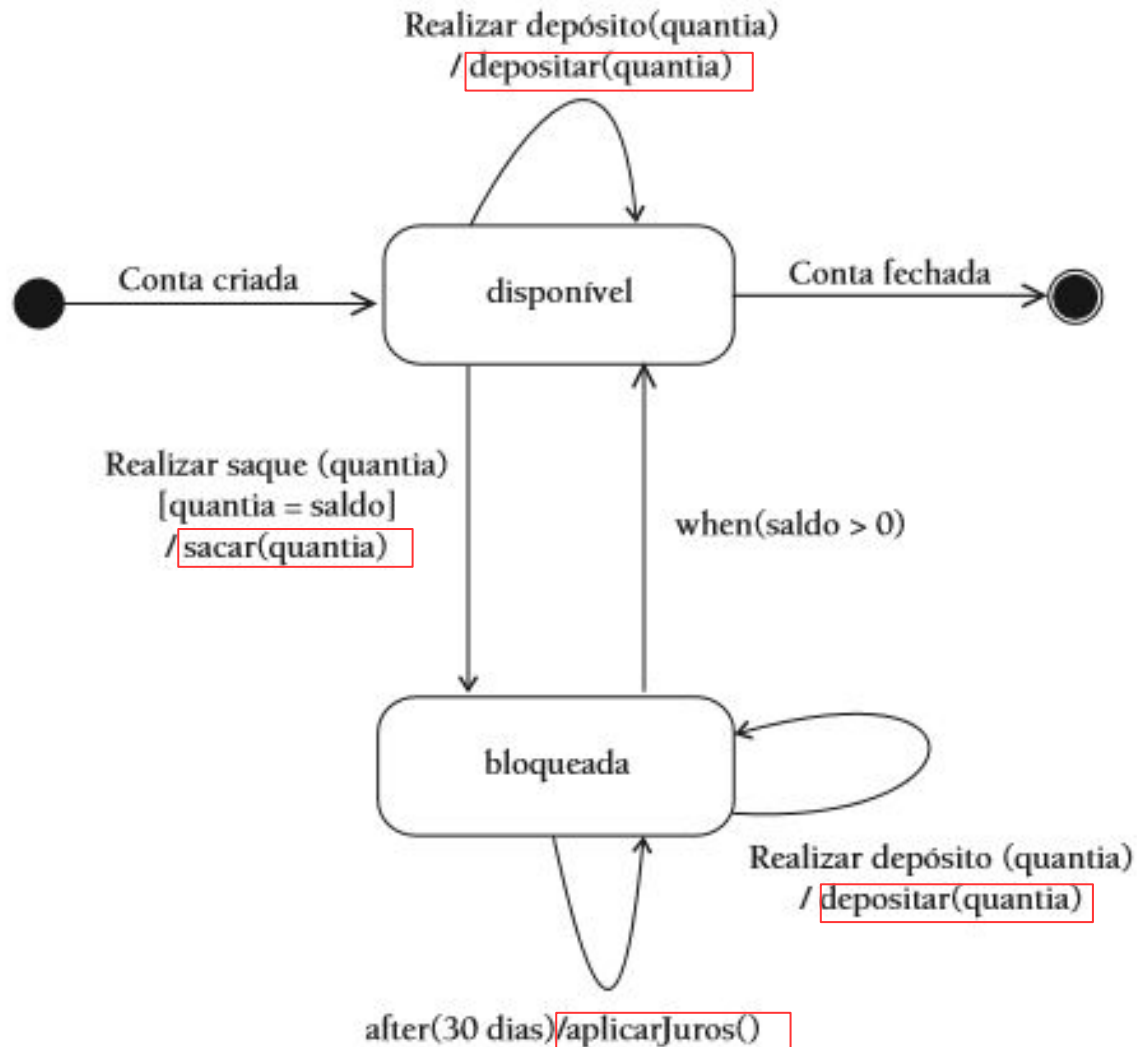 Realizar depósito(quantia)
/ depositar(quantia)
Conta criada
disponível
Conta fechada
Realizar saque (quantia)
[quantia = saldo]
/ sacar(quantia)
when(saldo > 0)
bloqueada
Realizar depósito (quantia)
/ depositar(quantia)
after(30 dias)/aplicarJuros()